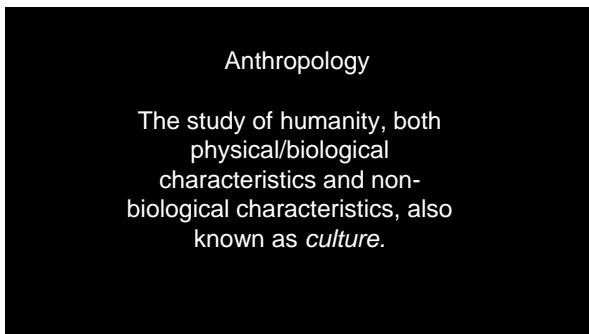 Anthropology
The study of humanity, both
physical/biological
characteristics and non-
biological characteristics, also
known as culture.